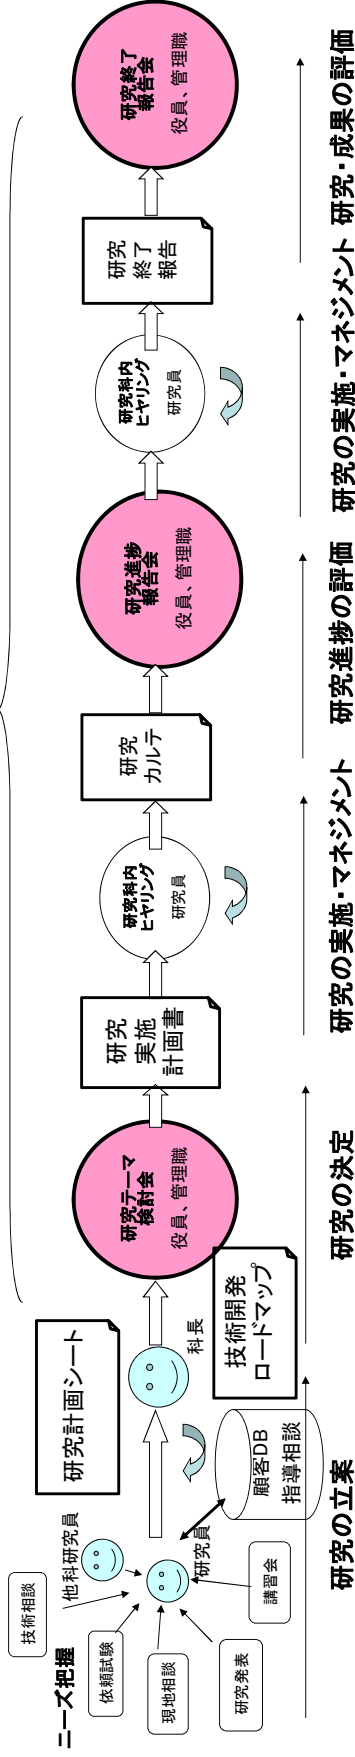 ニーズ把握
技術相談
依頼試験
現地相談
研究発表
講習会
他科研究員
研究員
顧客DB
指導相談
研究計画シート
科長
技術開発
ロードマップ
研究テーマ
検討会
役員、管理職
研究
実施
計画書
研究科内
ヒヤリング
研究員
研究
カルテ
研究進捗
報告会
役員、管理職
研究科内
ヒヤリング
研究員
研究
終了
報告
研究終了
報告会
役員、管理職
研究の立案
研究の決定
研究の実施・マネジメント
研究進捗の評価
研究の実施・マネジメント
研究・成果の評価